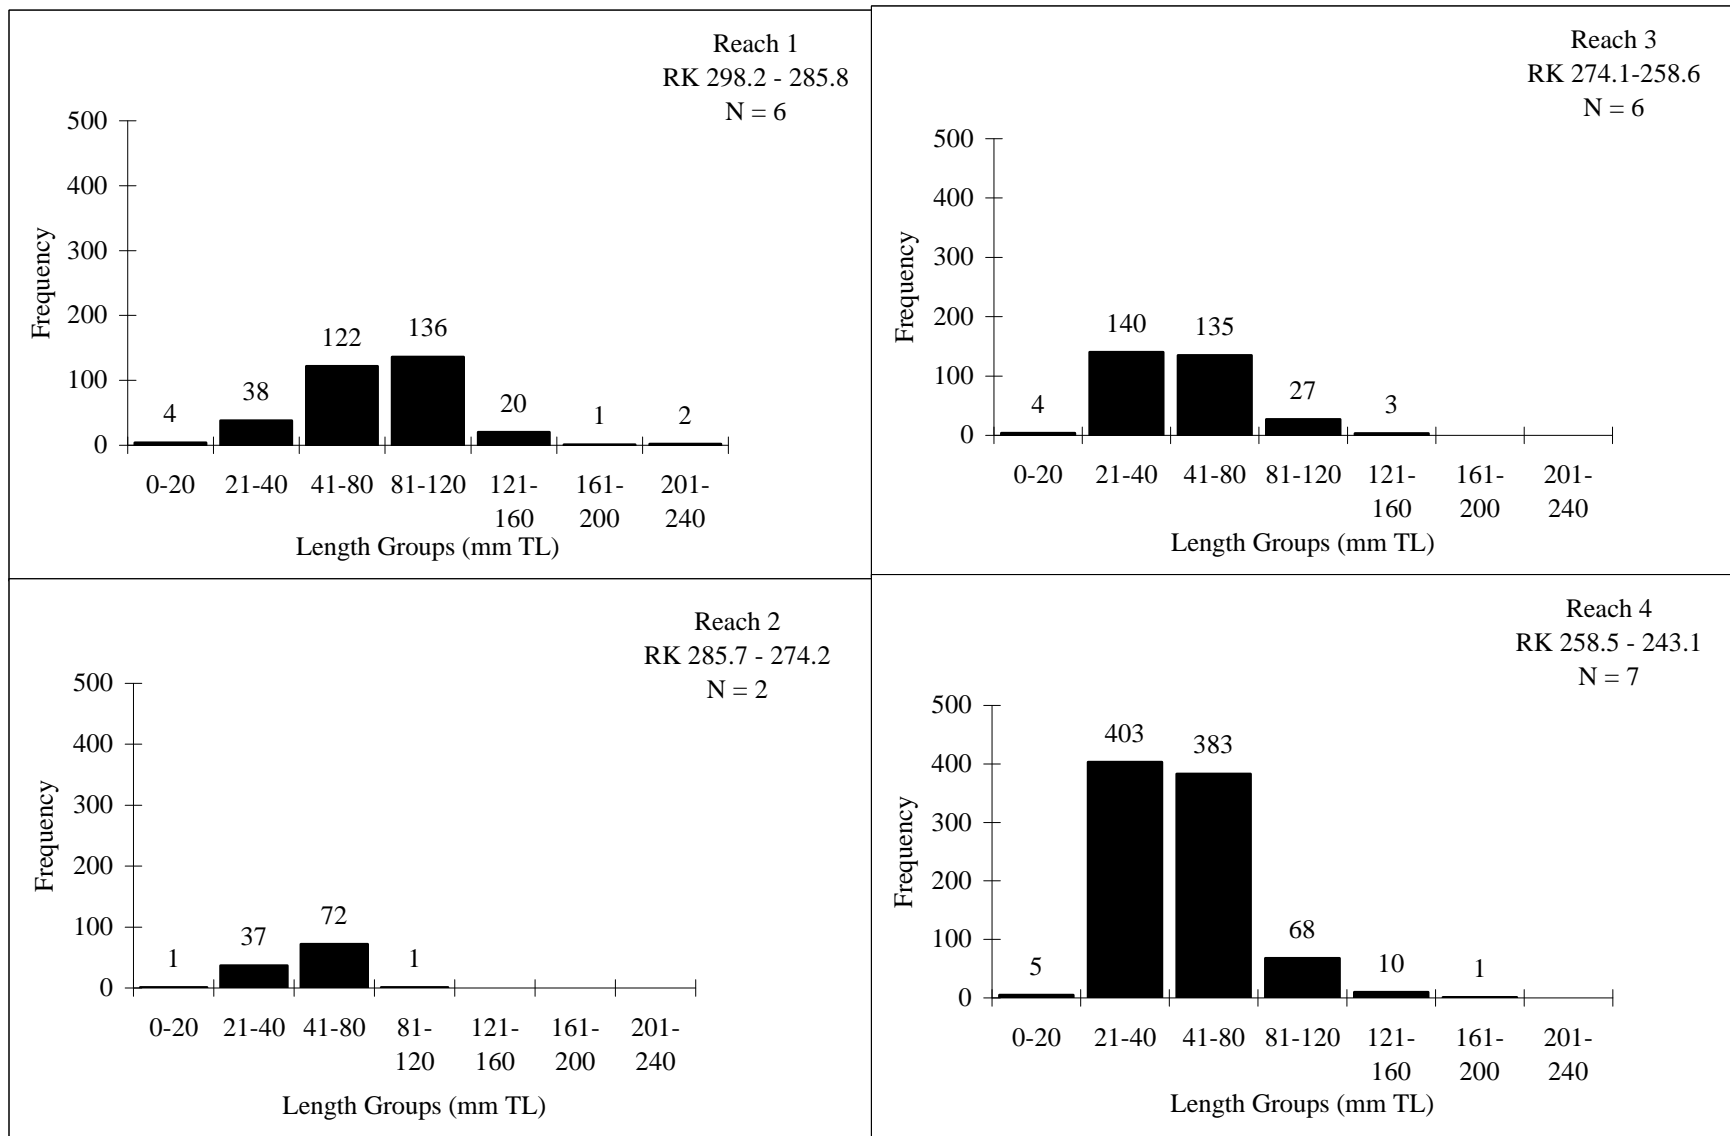 Reach 1
RK 298.2 - 285.8
N = 6
500
400
300
200
100
0
Frequency
4
38
122
136
20
1
2
0-20 21-40 41-80 81-120 121- 161- 201-
160 200 240
Length Groups (mm TL)
Reach 3
RK 274.1-258.6
N = 6
500
400
300
200
100
0
Frequency
4
140
135
27
3
0-20 21-40 41-80 81-120 121- 161- 201-
160 200 240
Length Groups (mm TL)
Reach 2
RK 285.7 - 274.2
N = 2
500
400
300
200
100
0
Frequency
1
37
72
1
0-20 21-40 41-80 81- 121- 161- 201-
120 160 200 240
Length Groups (mm TL)
Reach 4
RK 258.5 - 243.1
N = 7
500
400
300
200
100
0
Frequency
5
403
383
68
10
1
0-20 21-40 41-80 81-120 121- 161- 201-
160 200 240
Length Groups (mm TL)